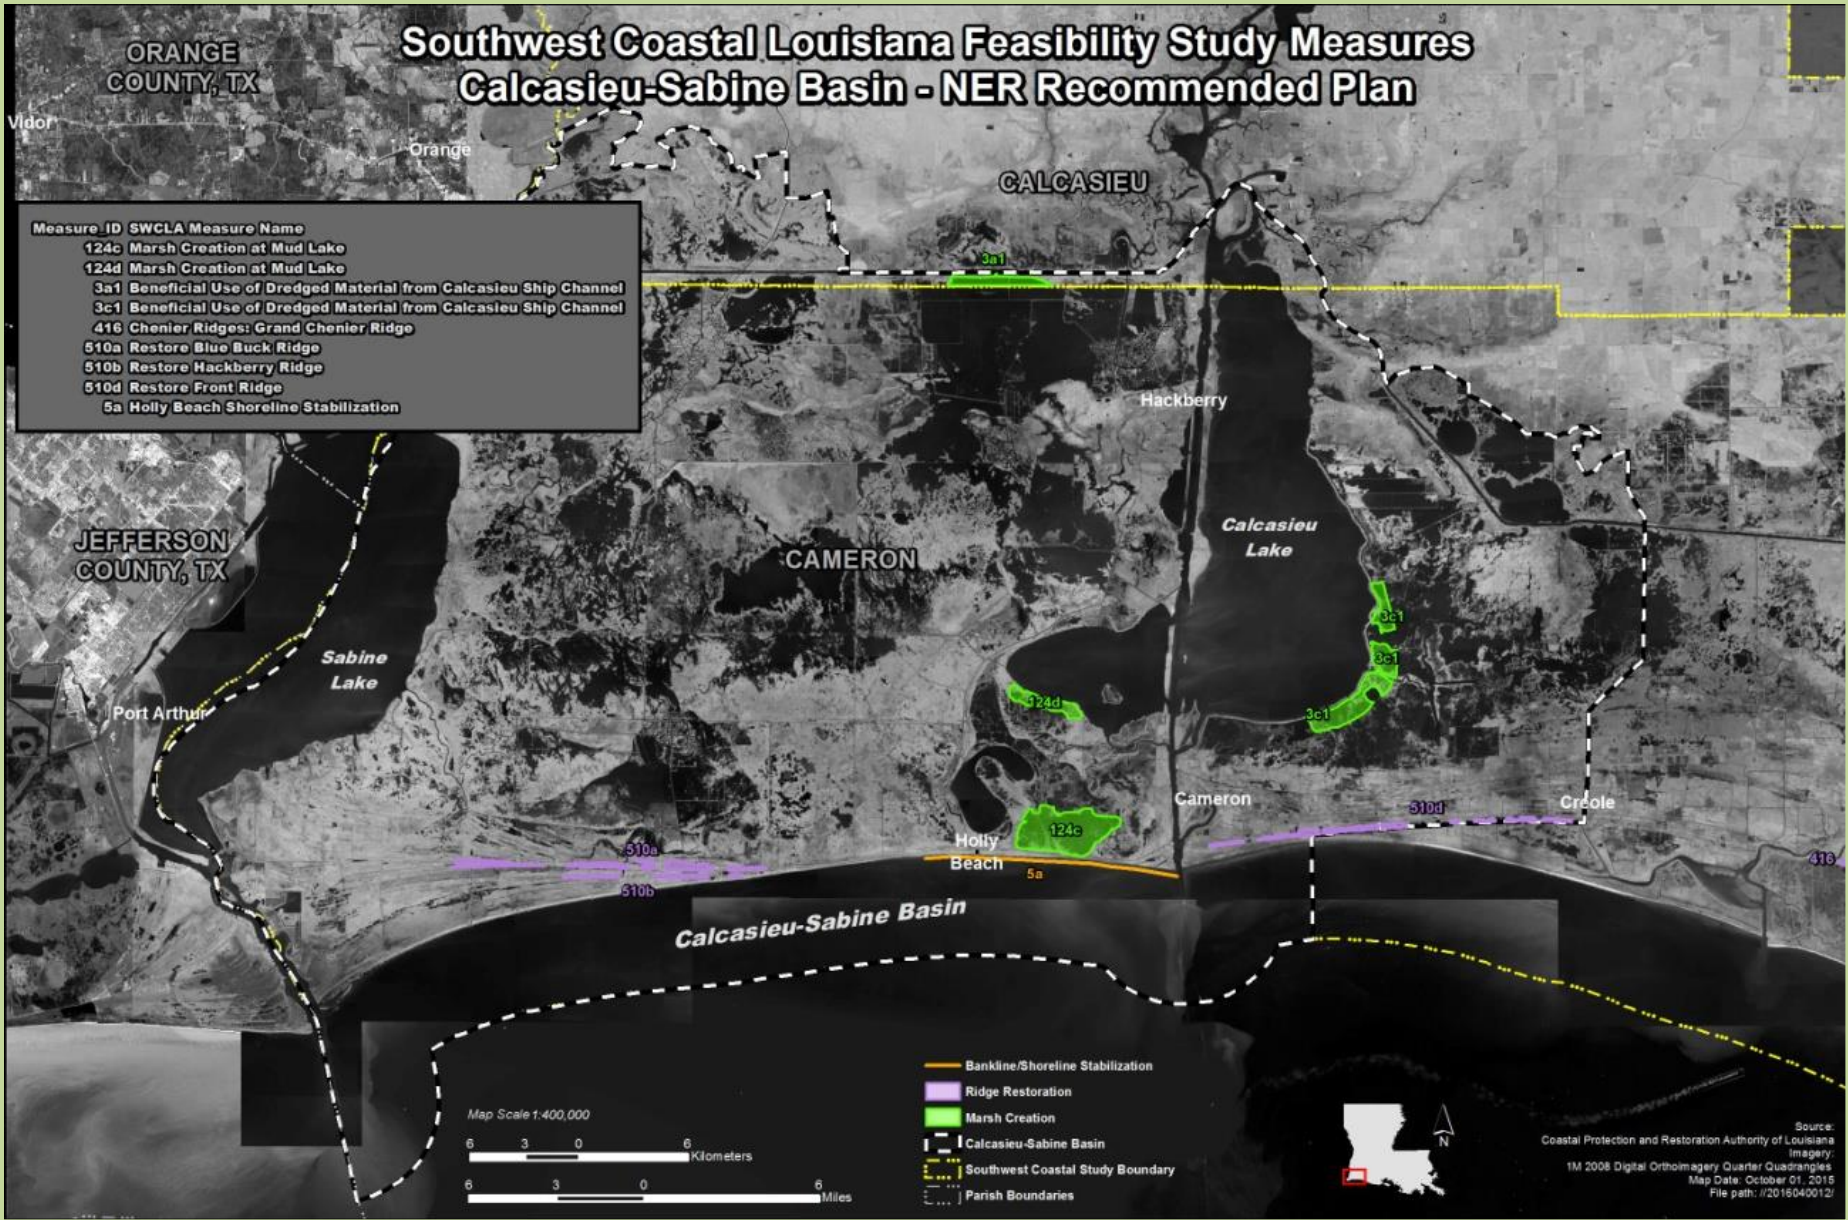 Southwest Coastal Louisiana Feasibility Study Measures
Calcasieu-Sabine Basin - NER Recommended Plan
ORANGE
COUNTY, TX
Vidor
Orange
CALCASIEU
Measure_ID SWCLA Measure Name
124c Marsh Creation at Mud Lake
124d Marsh Creation at Mud Lake
3a1 Beneficial Use of Dredged Material from Calcasieu Ship Channel
3c1 Beneficial Use of Dredged Material from Calcasieu Ship Channel
416 Chenier Ridges: Grand Chenier Ridge
510a Restore Blue Buck Ridge
510b Restore Hackberry Ridge
510d Restore Front Ridge
5a Holly Beach Shoreline Stabilization
3a1
Hackberry
Calcasieu
Lake
JEFFERSON
COUNTY, TX
CAMERON
3c1
3c1
3c1
Sabine
Lake
Port Arthur
124d
Cameron
Creole
510d
124c
Holly
Beach
5a
510a
510b
416
Calcasieu-Sabine Basin
Bankline/Shoreline Stabilization
Ridge Restoration
Marsh Creation
Calcasieu-Sabine Basin
Southwest Coastal Study Boundary
Parish Boundaries
Map Scale 1:400,000
6 3 0 6
Kilometers
6 3 0 6
Miles
N
Source:
Coastal Protection and Restoration Authority of Louisiana
Imagery:
1M 2008 Digital Orthoimagery Quarter Quadrangles
Map Date: October 01, 2015
File path: //2016040012/